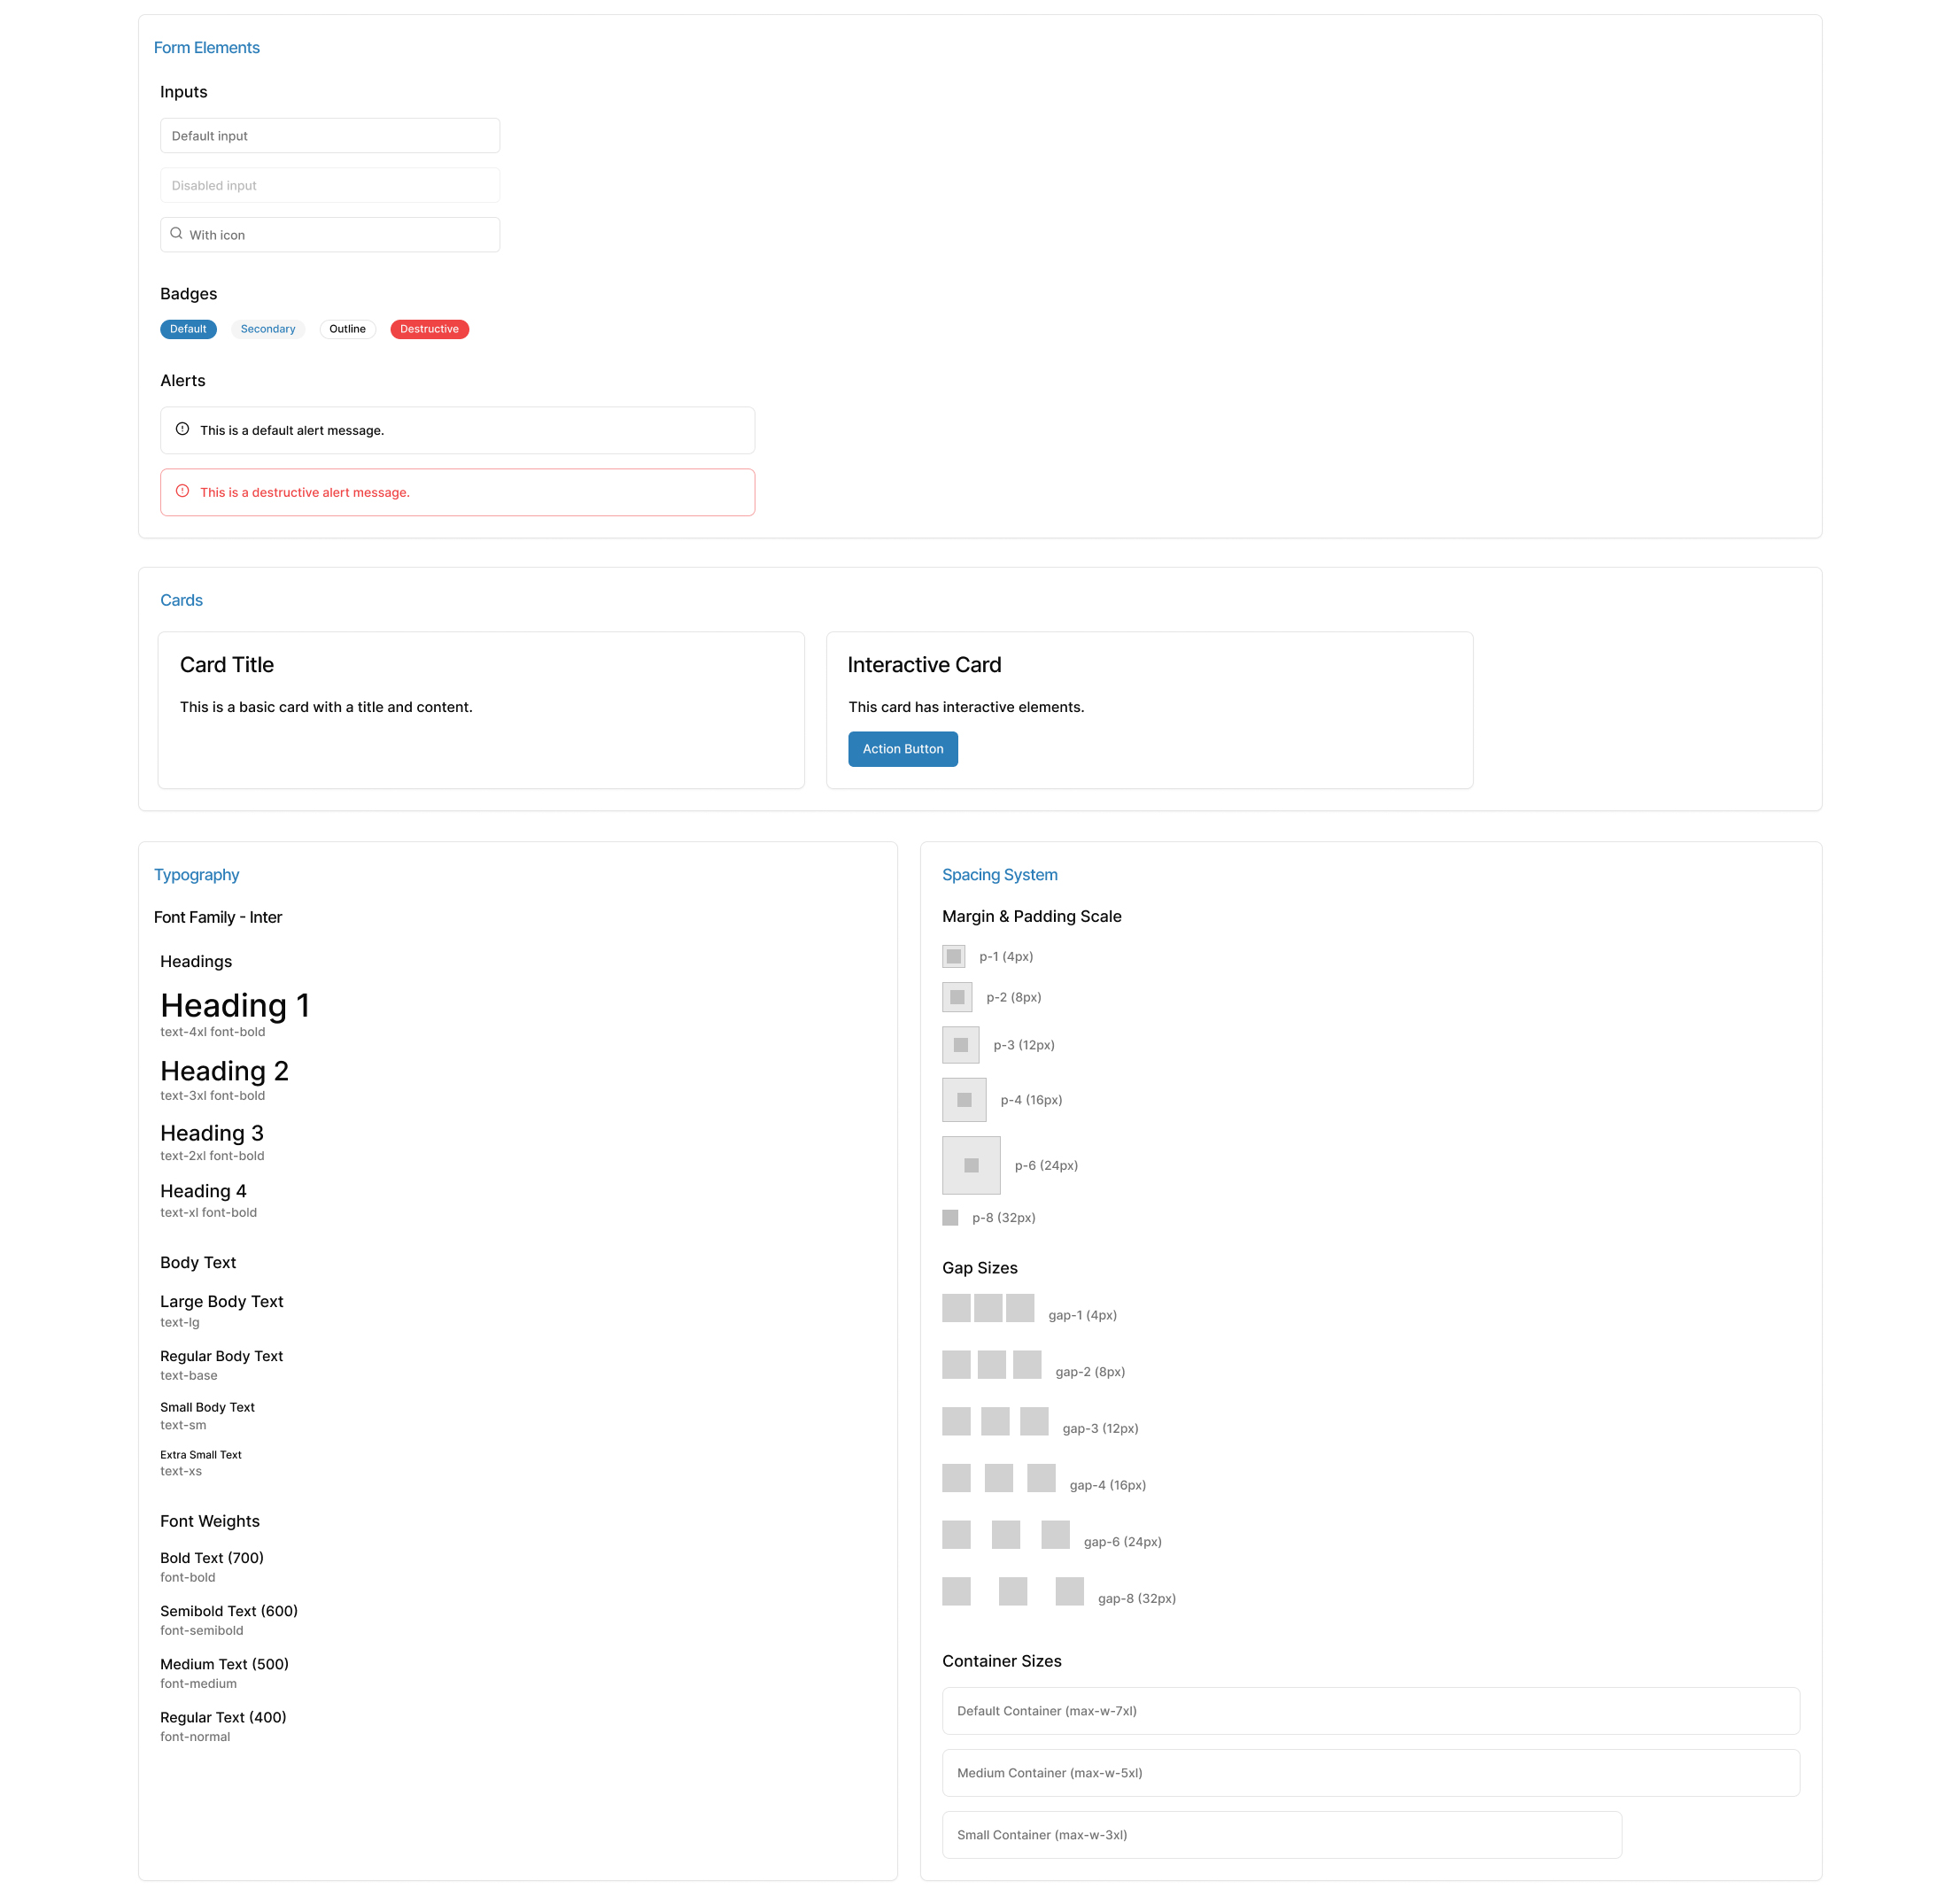 Form Elements
Inputs
Default input
Disabled input
With icon
Badges
Default Secondary Outline Destructive
Alerts
This is a default alert message.
This is a destructive alert message.
Cards
Card Title
This is a basic card with a title and content.
Interactive Card
This card has interactive elements.
Action Button
Typography
Font Family - Inter
Headings
Heading 1
text-4xl font-bold
Heading 2
text-3xl font-bold
Heading 3
text-2xl font-bold
Heading 4
text-xl font-bold
Body Text
Large Body Text
text-lg
Regular Body Text
text-base
Small Body Text
text-sm
Extra Small Text
text-xs
Font Weights
Bold Text (700)
font-bold
Semibold Text (600)
font-semibold
Medium Text (500)
font-medium
Regular Text (400)
font-normal
Spacing System
Margin & Padding Scale
p-1 (4px)
p-2 (8px)
p-3 (12px)
p-4 (16px)
p-6 (24px)
p-8 (32px)
Gap Sizes
gap-1 (4px)
gap-2 (8px)
gap-3 (12px)
gap-4 (16px)
gap-6 (24px)
gap-8 (32px)
Container Sizes
Default Container (max-w-7xl)
Medium Container (max-w-5xl)
Small Container (max-w-3xl)